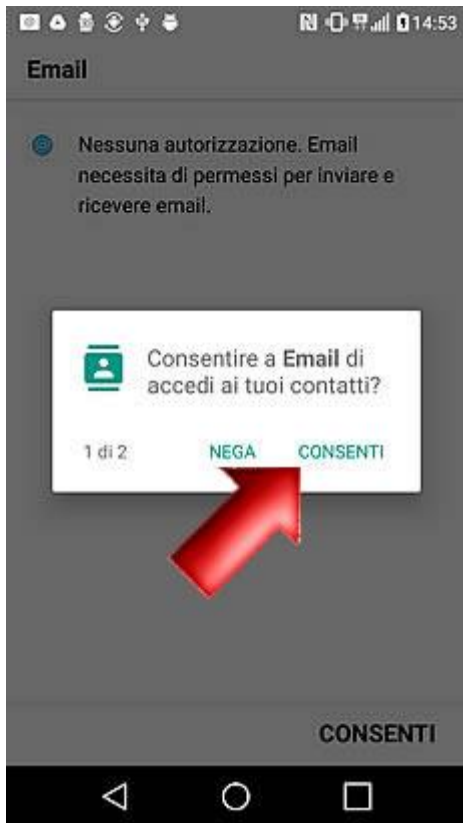 14:53
Email
Nessuna autorizzazione. Email
necessita di permessi per inviare e
ricevere email.
Consentire a Email di
accedi ai tuoi contatti?
1 di 2 NEGA CONSENTI
CONSENTI